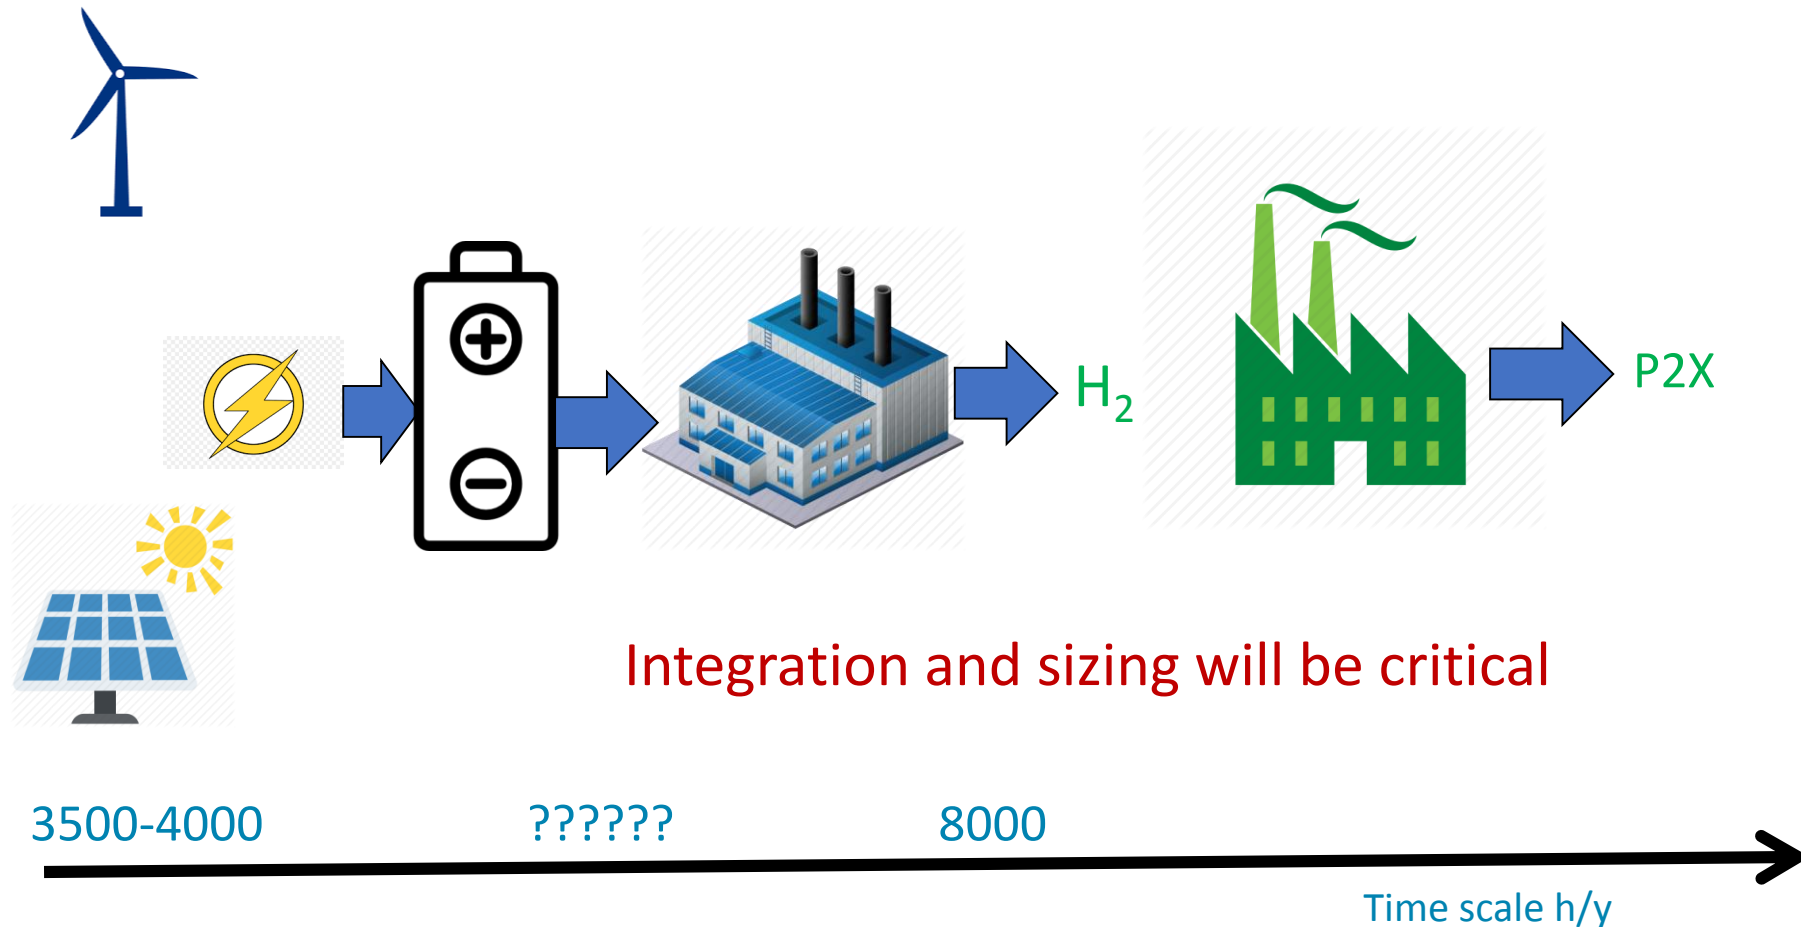 H2
P2X
Integration and sizing will be critical
3500-4000
??????
8000
Time scale h/y